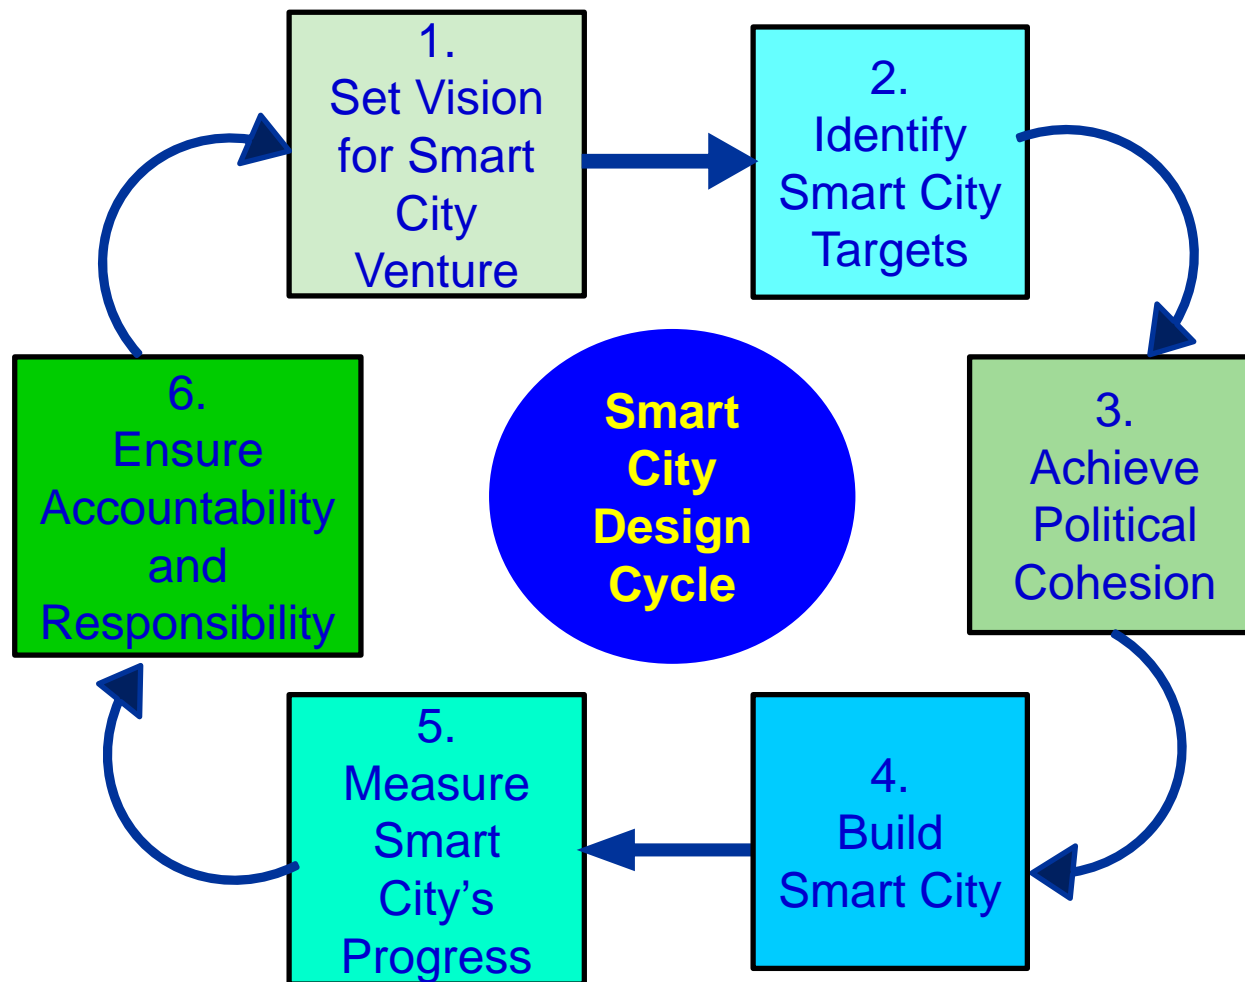 1.
Set Vision
for Smart
City
Venture
2.
Identify
Smart City
Targets
3.
Achieve
Political
Cohesion
4.
Build
Smart City
5.
Measure
Smart
City’s
Progress
6.
Ensure
Accountability
and
Responsibility
Smart
City
Design
Cycle